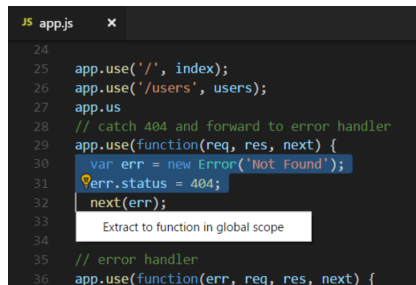 JS app.js ×
24
25 app.use('/', index);
26 app.use('/users', users);
27 app.us
28 // catch 404 and forward to error handler
29 app.use(function(req, res, next) {
30 var err = new Error('Not Found');
31 err.status = 404;
32 next(err);
33
Extract to function in global scope
34
35 // error handler
36 app.use(function(err, req, res, next) {